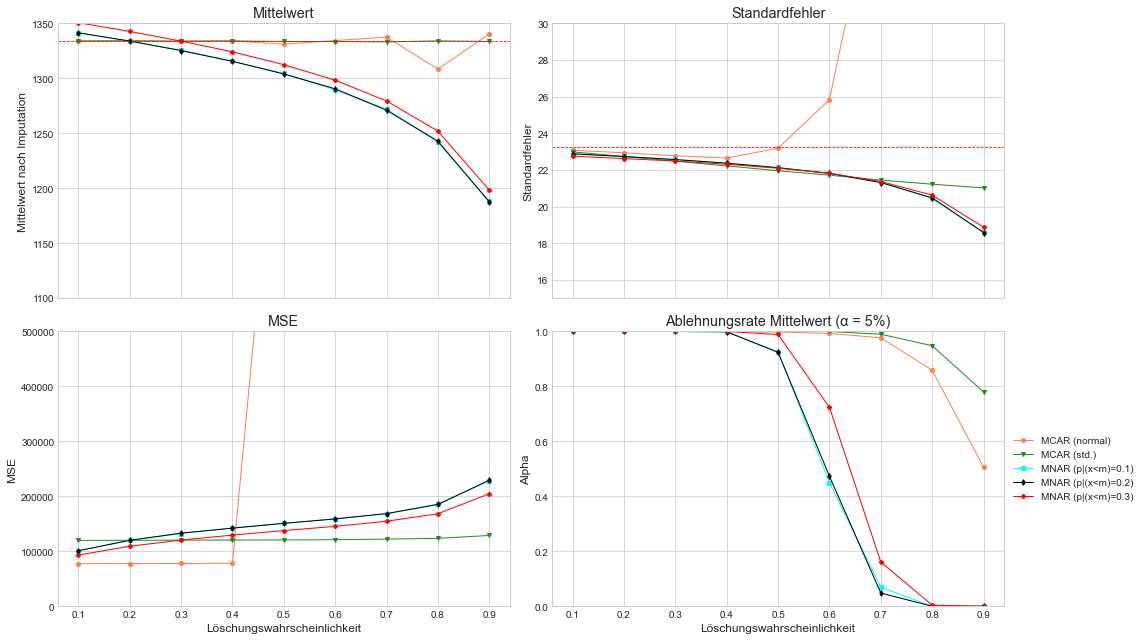 Mittelwert
Mittelwert nach Imputation
1350
1300
1250
1200
1150
1100
Standardfehler
Standardfehler
30
28
26
24
22
20
18
16
MSE
MSE
500000
400000
300000
200000
100000
0
0.1 0.2 0.3 0.4 0.5 0.6 0.7 0.8 0.9
Löschungswahrscheinlichkeit
Ablehnungsrate Mittelwert (α = 5%)
Alpha
1.0
0.8
0.6
0.4
0.2
0.0
0.1 0.2 0.3 0.4 0.5 0.6 0.7 0.8 0.9
Löschungswahrscheinlichkeit
MCAR (normal)
MCAR (std.)
MNAR (p|(x<m)=0.1)
MNAR (p|(x<m)=0.2)
MNAR (p|(x<m)=0.3)